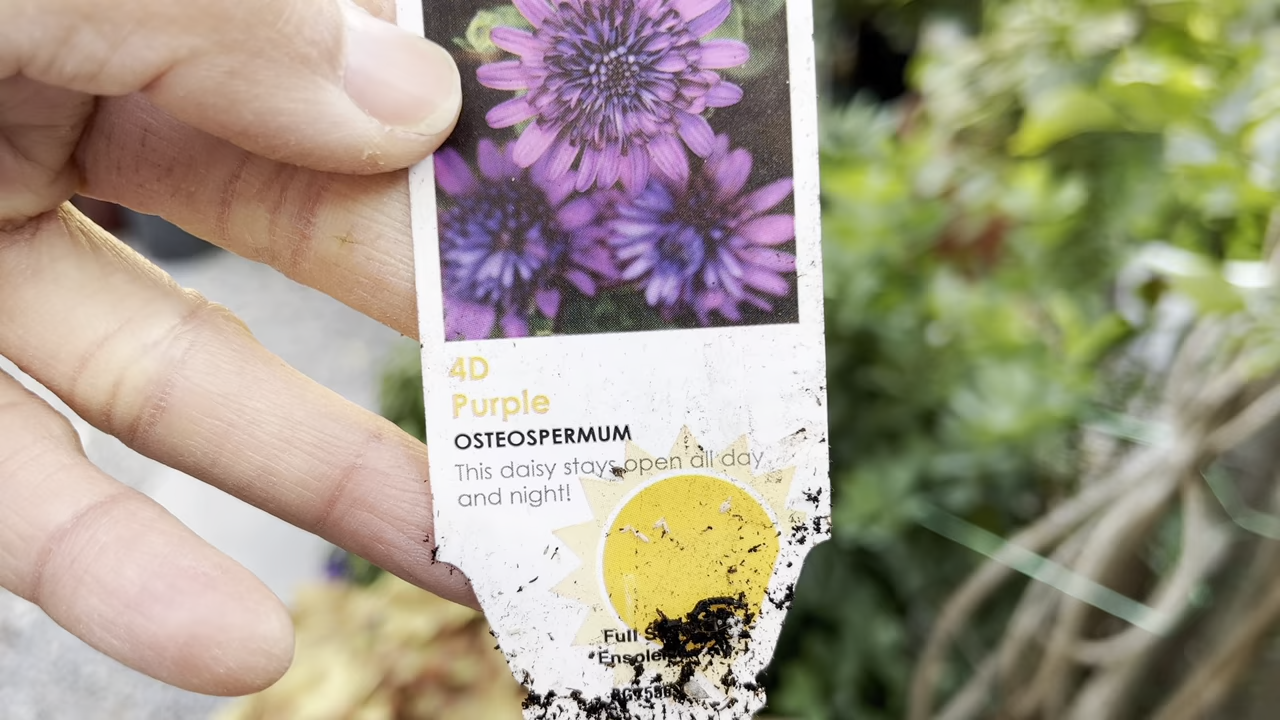 4D
Purple
OSTEOSPERMUM
This daisy stays open all day
and night!
Full